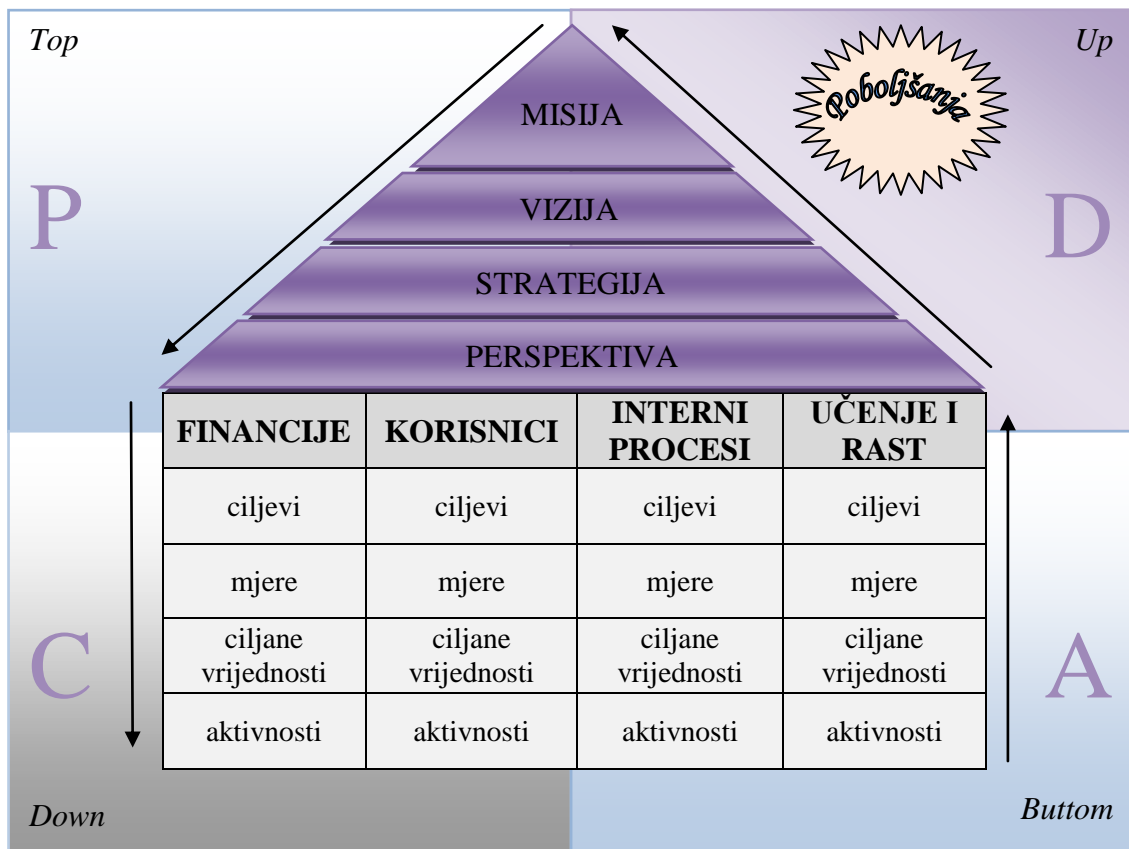 Top
Up
Poboljšanja
MISIJA
P
D
VIZIJA
STRATEGIJA
PERSPEKTIVA
FINANCIJE KORISNICI INTERNI PROCESI UČENJE I RAST
ciljevi ciljevi ciljevi ciljevi
mjere mjere mjere mjere
C
A
ciljane vrijednosti ciljane vrijednosti ciljane vrijednosti ciljane vrijednosti
aktivnosti aktivnosti aktivnosti aktivnosti
Down
Buttom